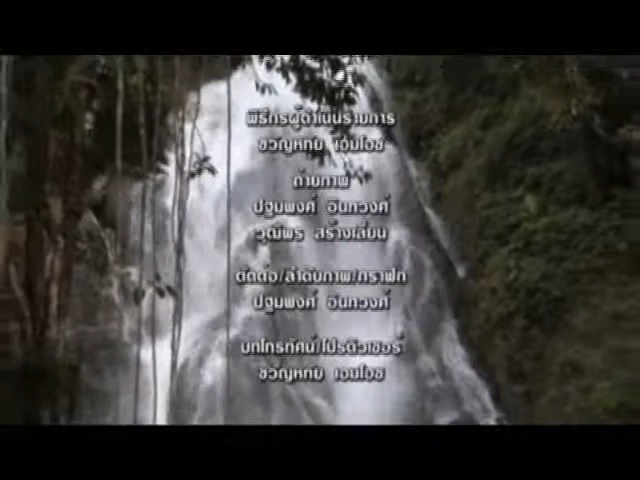 พิธีกรผู้ดำเนินรายการ
ขวัญหทัย เอมโอช
ถ่ายภาพ
ปฐมพงศ์ อินทวงศ์
วุฒิพร สร้างเลี่ยน
ตัดต่อ/ลำดับภาพ/กราฟิก
ปฐมพงศ์ อินทวงศ์
บทโทรทัศน์/โปรดิวเซอร์
ขวัญหทัย เอมโอช